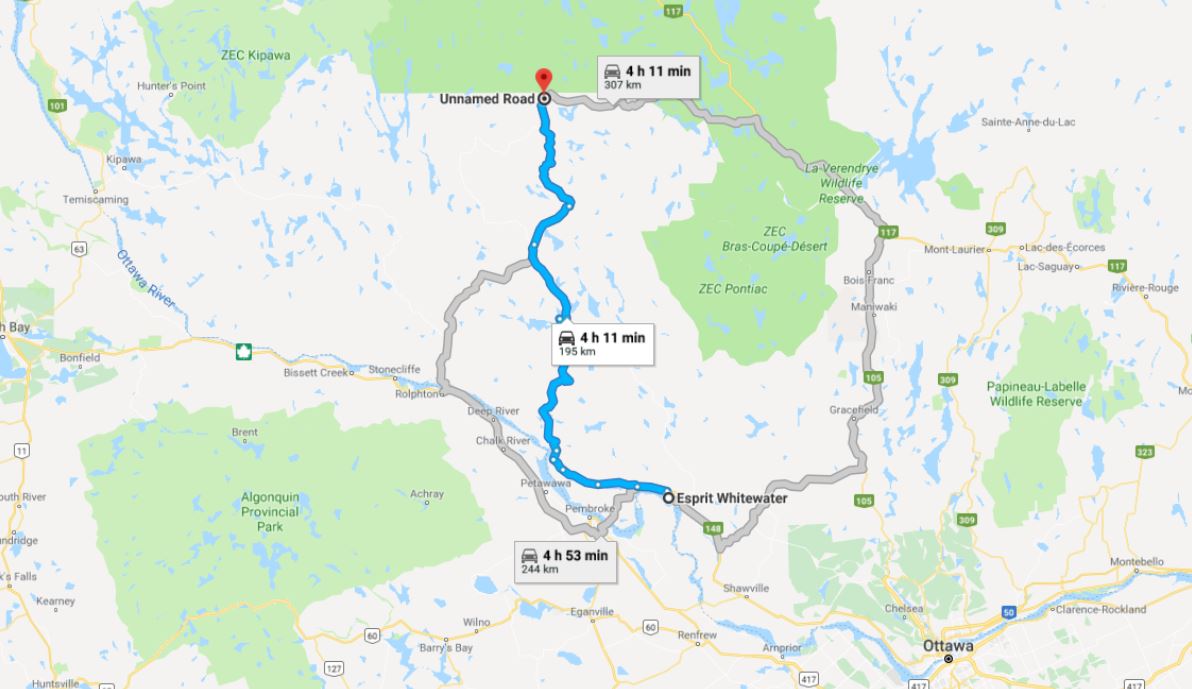 117
ZEC Kipawa
4 h 11 min
307 km
Hunter's Point
101
Unnamed Road
Sainte-Anne-du-Lac
Kipawa
La Verendrye
Wildlife
Reserve
Temiscaming
309
117
ZEC
Bras-Coupé-Désert
63
Mont-Laurier
Lac-des-Écorces
Lac-Saguay
117
Ottawa River
Bois-Franc
Rivière-Rouge
ZEC Pontiac
Maniwaki
h Bay
4 h 11 min
195 km
Bonfield
Bissett Creek
Stonecliffe
105
309
Rolphton
Papineau-Labelle
Wildlife Reserve
Mo
Deep River
Gracefield
Brent
Chalk River
11
323
Petawawa
Achray
outh River
Algonquin
Provincial
Park
Esprit Whitewater
105
Pembroke
309
148
undridge
4 h 53 min
244 km
Montebello
's Falls
Shawville
Kearney
Chelsea
50
Clarence-Rockland
Eganville
Wilno
60
60
Renfrew
Barry's Bay
Arnprior
Ottawa
127
417
417
417
Huntsville